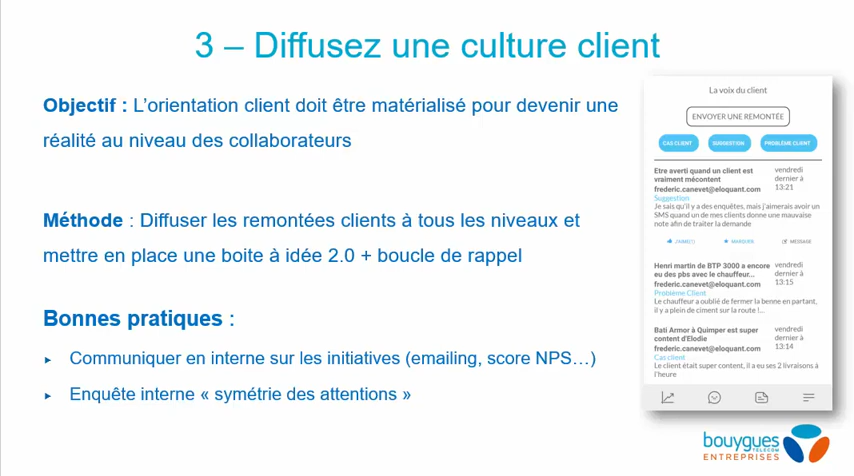 3 – Diffusez une culture client
Objectif : L'orientation client doit être matérialisé pour devenir une
réalité au niveau des collaborateurs
Méthode : Diffuser les remontées clients à tous les niveaux et
mettre en place une boite à idée 2.0 + boucle de rappel
Bonnes pratiques :
Communiquer en interne sur les initiatives (emailing, score NPS…)
Enquête interne « symétrie des attentions »
La voix du client
ENVOYER UNE REMONTÉE
CAS CLIENT SUGGESTION PROBLÈME CLIENT
Etre averti quand un client est
vraiment mécontent
frederic.canevet@eloquant.com
vendredi
dernier à
13:21
Suggestion
Je sais qu'il y a des enquêtes, mais j'aimerais avoir un
SMS quand un de mes clients donne une mauvaise
note afin de traiter la demande
J'AIME(1) MARQUER MESSAGE
Henri martin de BTP 3000 a encore
eu des pbs avec le chauffeur...
frederic.canevet@eloquant.com
vendredi
dernier à
13:15
Problème Client
Le chauffeur a oublié de fermer la benne en partant,
il y a plein de ciment sur la route !...
Bati Armor à Quimper est super
content d'Elodie
frederic.canevet@eloquant.com
vendredi
dernier à
13:14
Cas client
Le client était super content, il a eu ses 2 livraisons à
l'heure
bouygues
TELECOM
ENTREPRISES